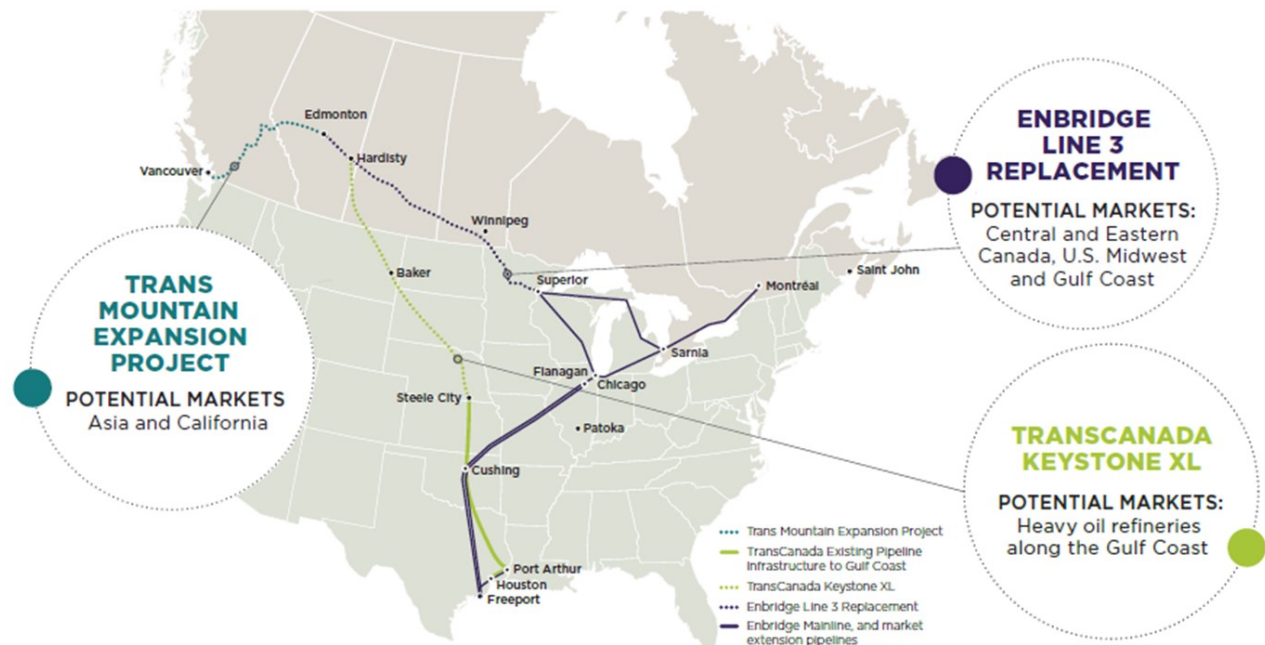 TRANS
MOUNTAIN
EXPANSION
PROJECT
POTENTIAL MARKETS
Asia and California
ENBRIDGE
LINE 3
REPLACEMENT
POTENTIAL MARKETS:
Central and Eastern
Canada, U.S. Midwest
and Gulf Coast
TRANSCANADA
KEYSTONE XL
POTENTIAL MARKETS:
Heavy oil refineries
along the Gulf Coast
Edmonton
Hardisty
Vancouver
Winnipeg
Baker
Superior
Saint John
Montréal
Sarnia
Flanagan
Chicago
Steele City
Patoka
Cushing
Port Arthur
Houston
Freeport
Trans Mountain Expansion Project
TransCanada Existing Pipeline
Infrastructure to Gulf Coast
TransCanada Keystone XL
Enbridge Line 3 Replacement
Enbridge Mainline, and market
extension pipelines